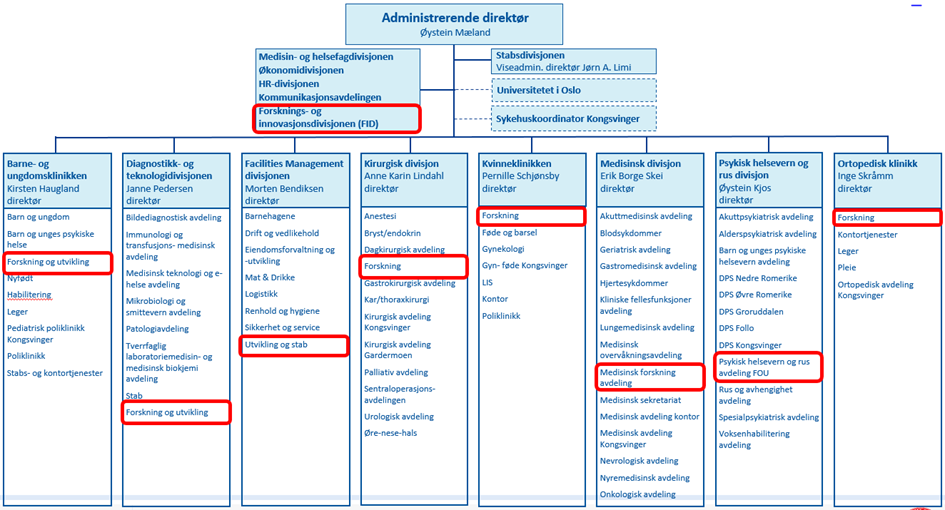 Administrerende direktør
Øystein Mæland
Medisin- og helsefagdivisjonen
Økonomidivisjonen
HR-divisjonen
Kommunikasjonsavdelingen
Forsknings- og
innovasjonsdivisjonen (FID)
Stabsdivisjonen
Viseadmin. direktør Jørn A. Limi
Universitetet i Oslo
Sykehuskoordinator Kongsvinger
Barne- og
ungdomsklinikken
Kirsten Haugland
direktør
Barn og ungdom
Barn og unges psykiske
helse
Forskning og utvikling
Nyfødt
Habilitering
Leger
Pediatrisk poliklinikk
Kongsvinger
Poliklinikk
Stabs- og kontortjenester
Diagnostikk- og
teknologidivisjonen
Janne Pedersen
direktør
Bildediagnostisk avdeling
Immunologi og
transfusjons- medisinsk
avdeling
Medisinsk teknologi og e-
helse avdeling
Mikrobiologi og
smittevern avdeling
Patologiavdeling
Tverrfaglig
laboratoriemedisin- og
medisinsk biokjemi
avdeling
Stab
Forskning og utvikling
Facilities Management
divisjonen
Morten Bendiksen
direktør
Barnehagene
Drift og vedlikehold
Eiendomsforvaltning og
-utvikling
Mat & Drikke
Logistikk
Renhold og hygiene
Sikkerhet og service
Utvikling og stab
Kirurgisk divisjon
Anne Karin Lindahl
direktør
Anestesi
Bryst/endokrin
Dagkirurgisk avdeling
Forskning
Gastrokirurgisk avdeling
Kar/thoraxkirurgi
Kirurgisk avdeling
Kongsvinger
Kirurgisk avdeling
Gardermoen
Palliativ avdeling
Sentraloperasjons-
avdelingen
Urologisk avdeling
Øre-nese-hals
Kvinneklinikken
Pernille Schjønsby
direktør
Forskning
Føde og barsel
Gynekologi
Gyn- føde Kongsvinger
LIS
Kontor
Poliklinikk
Medisinsk divisjon
Erik Borge Skei
direktør
Akuttmedisinsk avdeling
Blodsykdommer
Geriatrisk avdeling
Gastromedisinsk avdeling
Hjertesykdommer
Kliniske fellesfunksjoner
avdeling
Lungemedisinsk avdeling
Medisinsk
overvåkningsavdeling
Medisinsk forskning
avdeling
Medisinsk sekretariat
Medisinsk avdeling kontor
Medisinsk avdeling
Kongsvinger
Nevrologisk avdeling
Nyremedisinsk avdeling
Onkologisk avdeling
Psykisk helsevern og
rus divisjon
Øystein Kjos
direktør
Akuttpsykiatrisk avdeling
Alderspsykiatrisk avdeling
Barn og unges psykisk
helsevern avdeling
DPS Nedre Romerike
DPS Øvre Romerike
DPS Groruddalen
DPS Follo
DPS Kongsvinger
Psykisk helsevern og rus
avdeling FOU
Rus og avhengighet
avdeling
Spesialpsykiatrisk avdeling
Voksenhabilitering
avdeling
Ortopedisk klinikk
Inge Skråmm
direktør
Forskning
Kontortjenester
Leger
Pleie
Ortopedisk avdeling
Kongsvinger